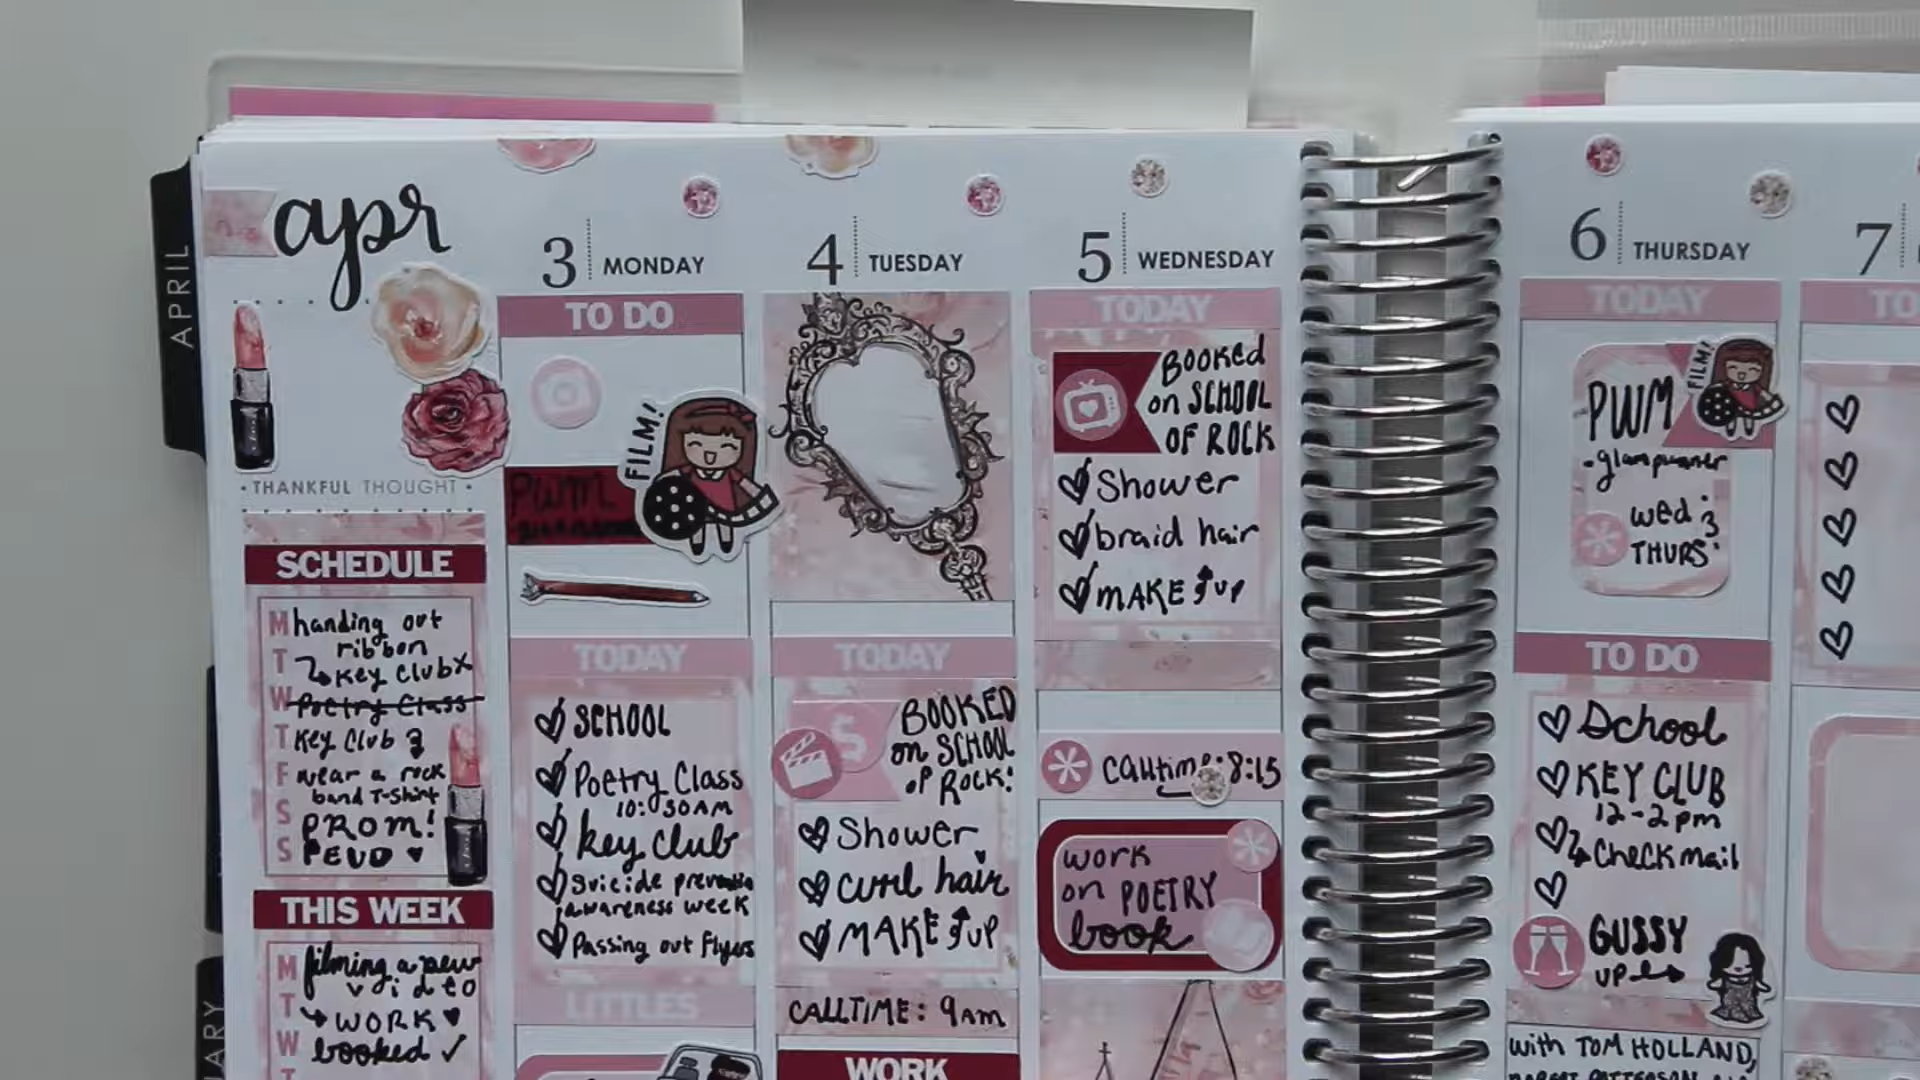 apr
APRIL
• THANKFUL THOUGHT •
SCHEDULE
M handing out
ribbon
T ↳ Key Club X
W Poetry Class
T Key Club
F wear a rock
band T-shirt
S PROM!
S
THIS WEEK
M filming a new
video
T → WORK ♥
W booked ✓
T
3 MONDAY
TO DO
FILM!
PWM
TODAY
SCHOOL
Poetry Class
10:30AM
key club
Suicide prevention
awareness week
Passing out flyers
LITTLES
4 TUESDAY
TODAY
$
BOOKED
on SCHOOL
of ROCK!
Shower
curl hair
MAKE up
CALLTIME: 9AM
WORK
5 WEDNESDAY
TODAY
BOOKed
on SCHOOL
OF ROCK
Shower
braid hair
MAKE up
Calltime: 8:15
work
on POETRY
book
6 THURSDAY
TODAY
FILM!
PWM
-glamplanner
wed &
THURS
TO DO
School
KEY CLUB
12-2pm
↳ check mail
GUSSY
UP
with TOM HOLLAND,
7
TO